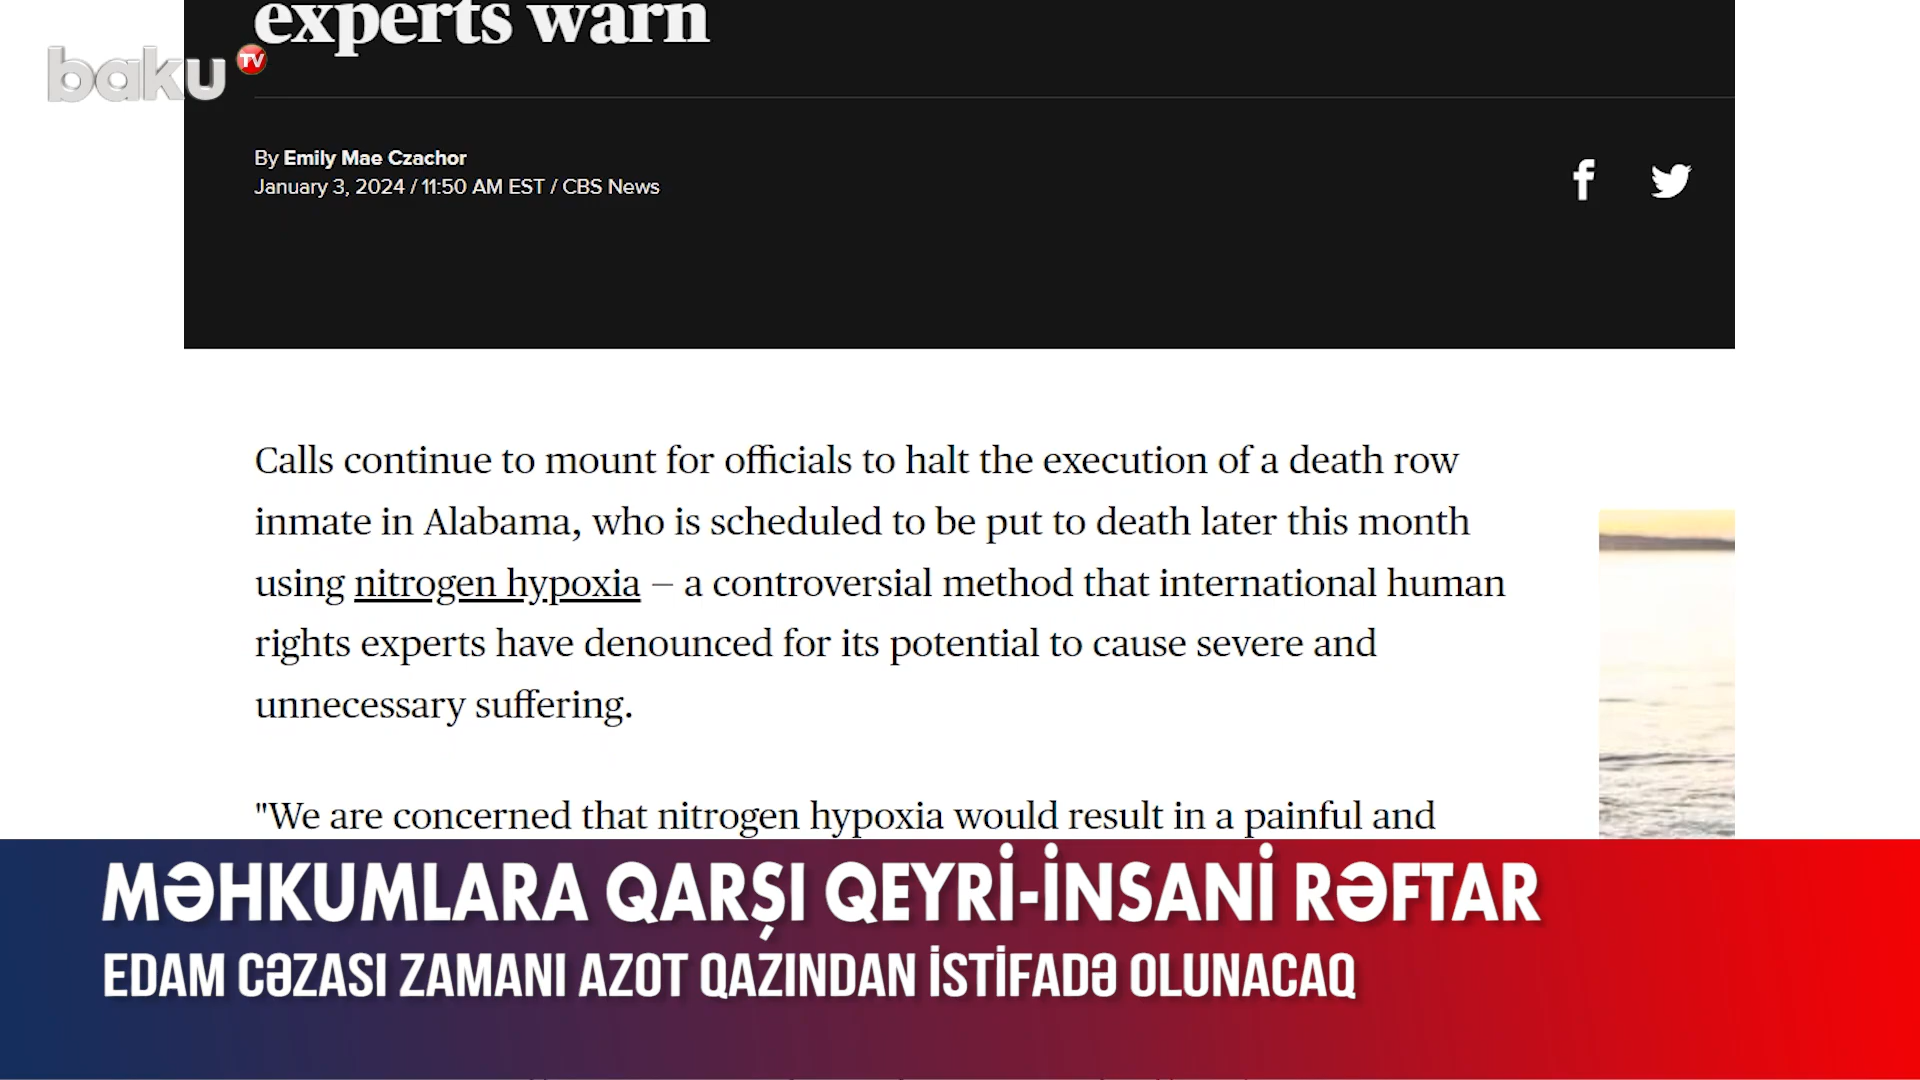 experts warn
baku TV
By Emily Mae Czachor
January 3, 2024 / 11:50 AM EST / CBS News
Calls continue to mount for officials to halt the execution of a death row
inmate in Alabama, who is scheduled to be put to death later this month
using nitrogen hypoxia – a controversial method that international human
rights experts have denounced for its potential to cause severe and
unnecessary suffering.
"We are concerned that nitrogen hypoxia would result in a painful and
MƏHKUMLARA QARŞI QEYRİ-İNSANİ RƏFTAR
EDAM CƏZASI ZAMANI AZOT QAZINDAN İSTİFADƏ OLUNACAQ